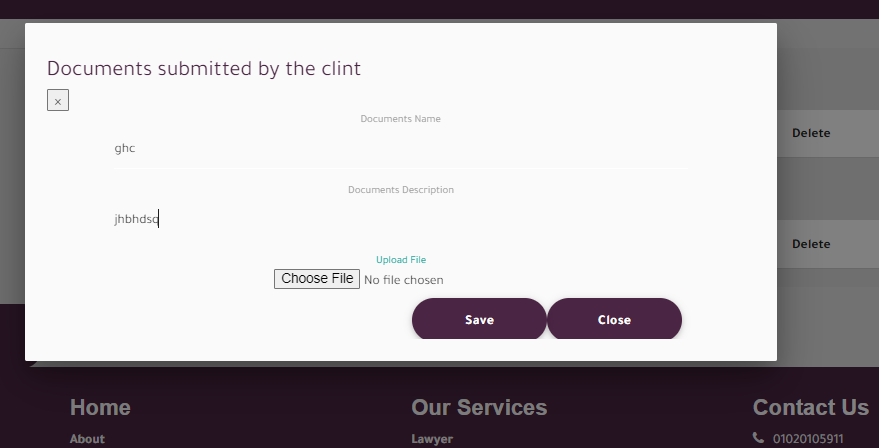 Documents submitted by the clint
×
Documents Name
ghc
Delete
Documents Description
jhbhdsq
Delete
Upload File
Choose File No file chosen
Save Close
Home Our Services Contact Us
About Lawyer 01020105911